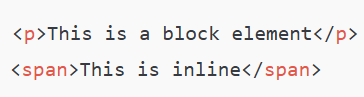 <p>This is a block element</p>
<span>This is inline</span>